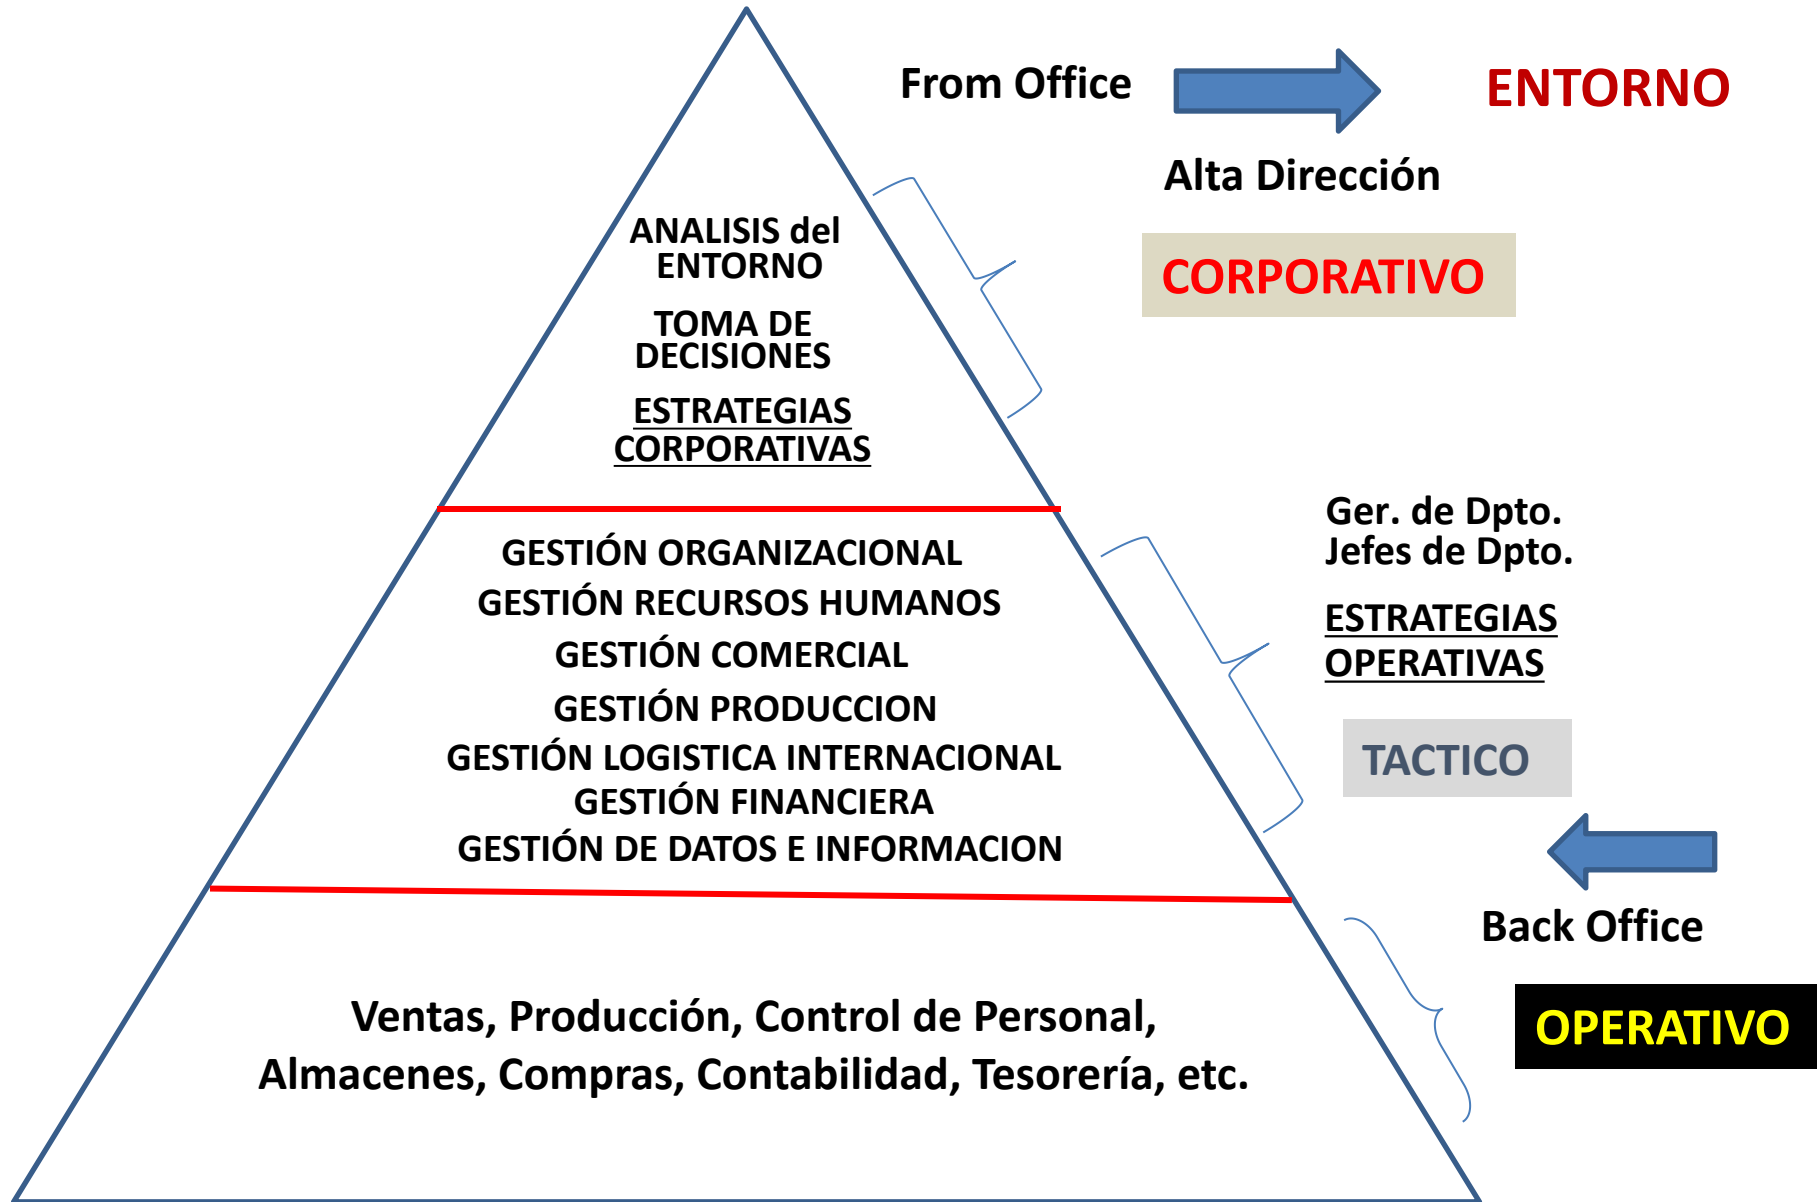 From Office
ENTORNO
Alta Dirección
CORPORATIVO
ANALISIS del
ENTORNO
TOMA DE
DECISIONES
ESTRATEGIAS
CORPORATIVAS
Ger. de Dpto.
Jefes de Dpto.
ESTRATEGIAS
OPERATIVAS
TACTICO
GESTIÓN ORGANIZACIONAL
GESTIÓN RECURSOS HUMANOS
GESTIÓN COMERCIAL
GESTIÓN PRODUCCION
GESTIÓN LOGISTICA INTERNACIONAL
GESTIÓN FINANCIERA
GESTIÓN DE DATOS E INFORMACION
Back Office
OPERATIVO
Ventas, Producción, Control de Personal,
Almacenes, Compras, Contabilidad, Tesorería, etc.